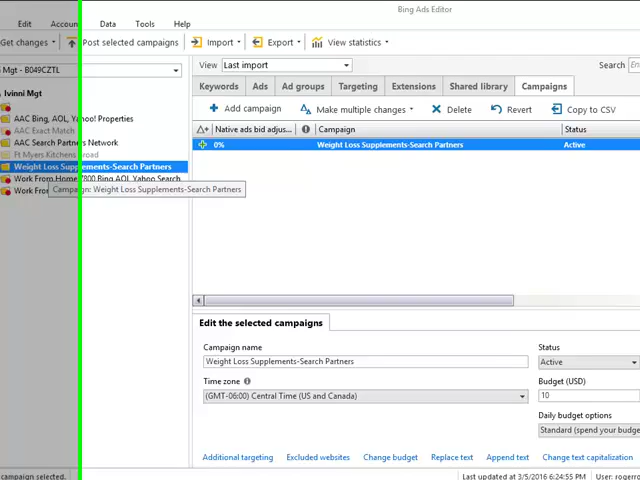 Bing Ads Editor
Edit Accoun Data Tools Help
Get changes Post selected campaigns Import Export View statistics
Mgt - B049CZTL View Last import Search
Ivinni Mgt
Keywords Ads Ad groups Targeting Extensions Shared library Campaigns
Add campaign Make multiple changes Delete Revert Copy to CSV
AAC Bing, AOL, Yahoo! Properties
AAC Exact Match
AAC Search Partners Network
Ft Myers Kitchens Broad
Weight Loss Supplements-Search Partners
Work From Home 7800 Bing AOL Yahoo Search
Work Fro
Campaign: Weight Loss Supplements-Search Partners
Native ads bid adjus... Campaign Status
0% Weight Loss Supplements-Search Partners Active
Edit the selected campaigns
Campaign name Status
Weight Loss Supplements-Search Partners Active
Time zone Budget (USD)
(GMT-06:00) Central Time (US and Canada) 10
Daily budget options
Standard (spend your budge
Additional targeting Excluded websites Change budget Replace text Append text Change text capitalization
campaign selected. Last updated at 3/5/2016 6:24:55 PM User: rogerro